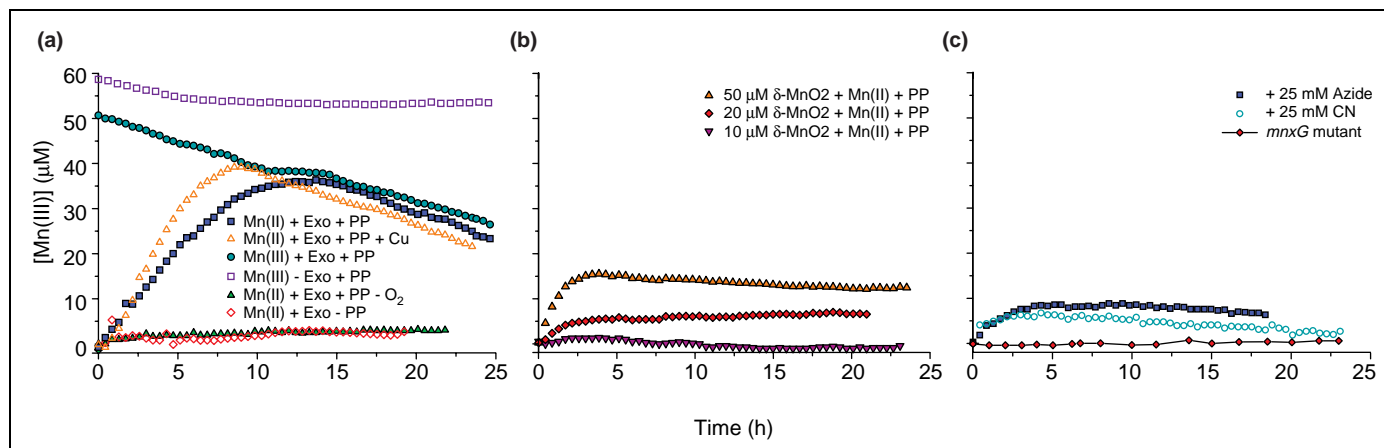 (a)
(b)
(c)
[Mn(III)] (µM)
60
50
40
30
20
10
0
Mn(II) + Exo + PP
Mn(II) + Exo + PP + Cu
Mn(III) + Exo + PP
Mn(III) - Exo + PP
Mn(II) + Exo + PP - O2
Mn(II) + Exo - PP
0 5 10 15 20 25
50 µM δ-MnO2 + Mn(II) + PP
20 µM δ-MnO2 + Mn(II) + PP
10 µM δ-MnO2 + Mn(II) + PP
0 5 10 15 20 25
+ 25 mM Azide
+ 25 mM CN
mnxG mutant
0 5 10 15 20 25
Time (h)